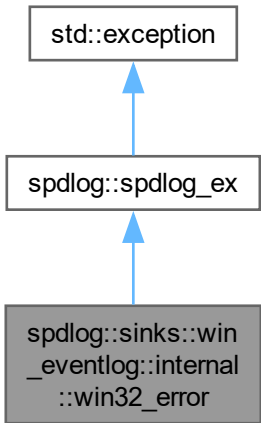 std::exception
spdlog::spdlog_ex
spdlog::sinks::win
_eventlog::internal
::win32_error